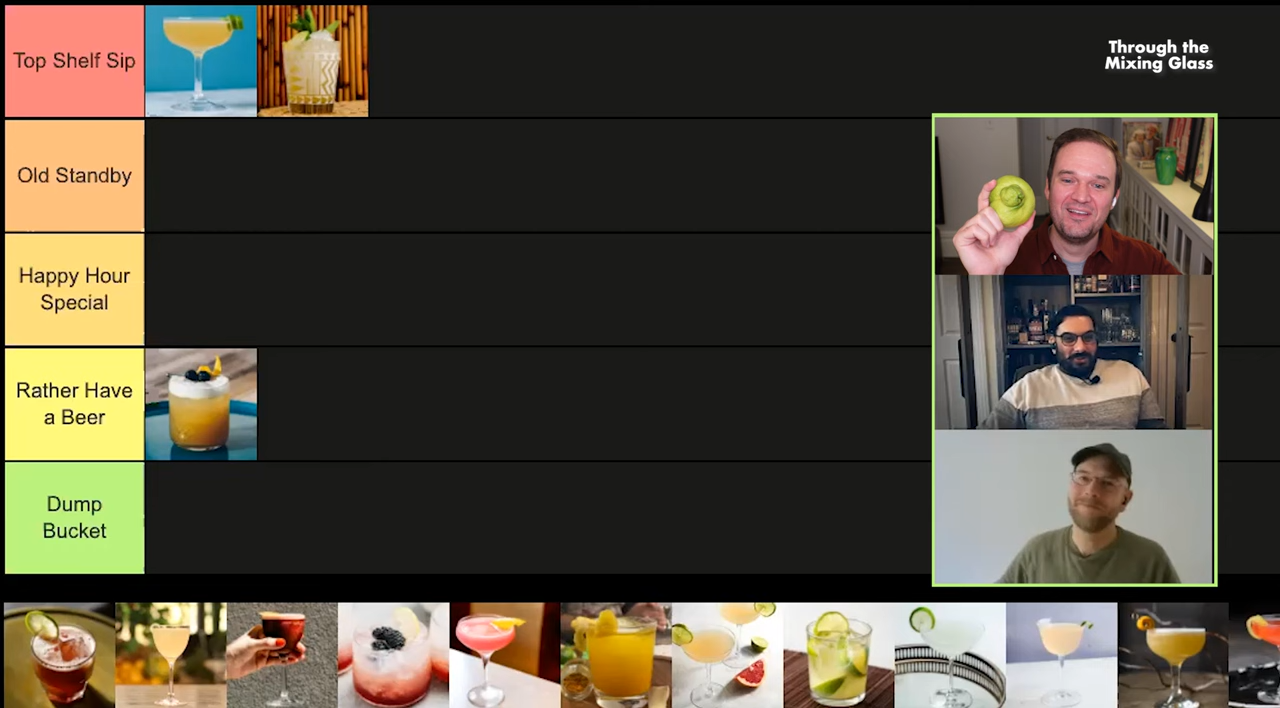 Top Shelf Sip
Through the
Mixing Glass
Old Standby
Happy Hour
Special
Rather Have
a Beer
Dump
Bucket